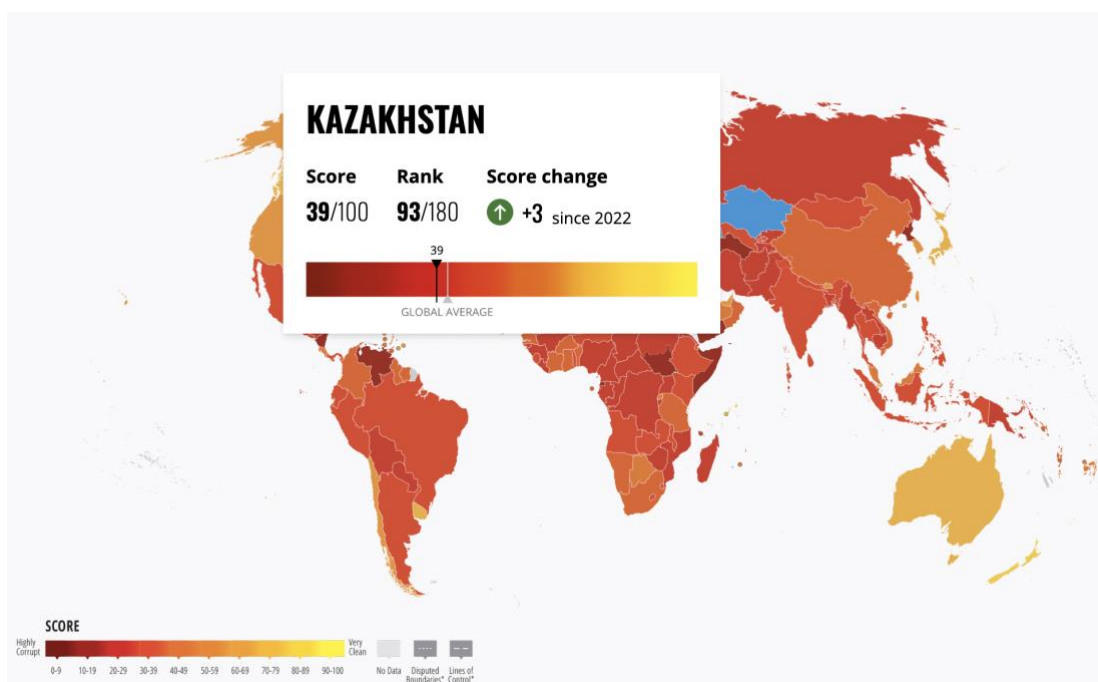 KAZAKHSTAN
Score Rank Score change
39/100 93/180 +3 since 2022
39
GLOBAL AVERAGE
SCORE
Highly Corrupt
Very Clean
0-9 10-19 20-29 30-39 40-49 50-59 60-69 70-79 80-89 90-100
No Data
Disputed Boundaries*
Lines of Control*